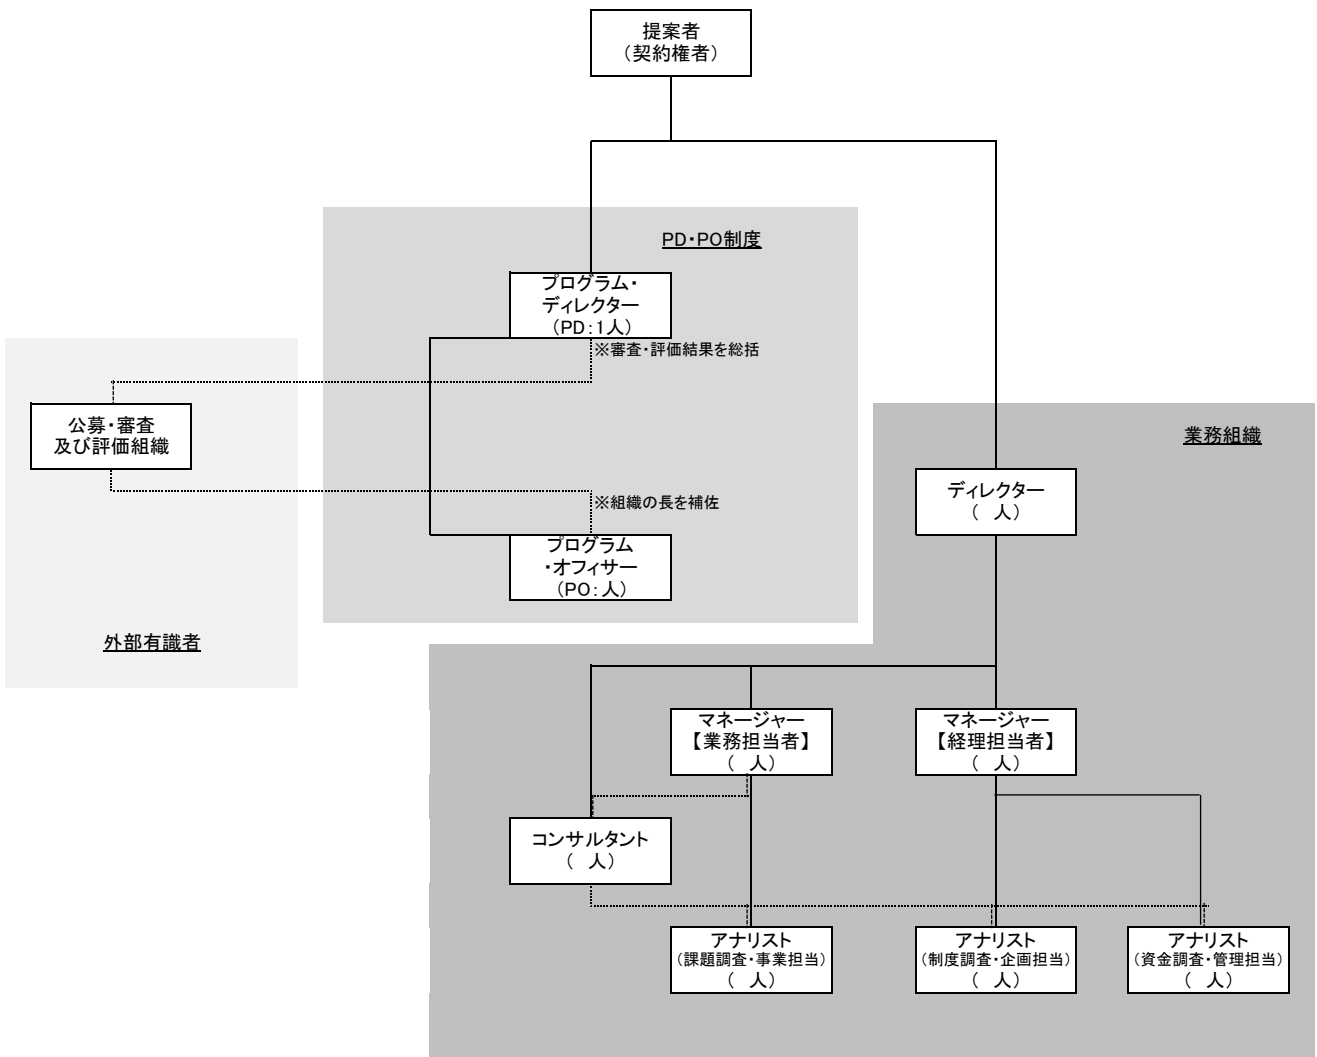 提案者
（契約権者）
PD・PO制度
プログラム・
ディレクター
（PD：1人）
※審査・評価結果を総括
公募・審査
及び評価組織
業務組織
ディレクター
（　人）
※組織の長を補佐
プログラム
・オフィサー
（PO：人）
外部有識者
マネージャー
【業務担当者】
（　人）
マネージャー
【経理担当者】
（　人）
コンサルタント
（　人）
アナリスト
（課題調査・事業担当）
（　人）
アナリスト
（制度調査・企画担当）
（　人）
アナリスト
（資金調査・管理担当）
（　人）